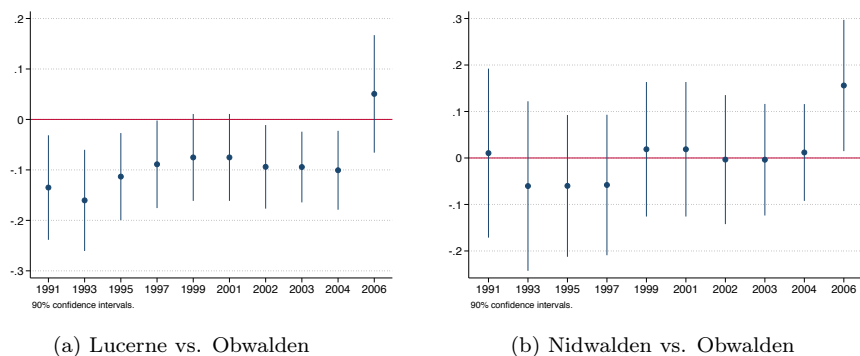 .2
.1
0
-.1
-.2
-.3
1991 1993 1995 1997 1999 2001 2002 2003 2004 2006
90% confidence intervals.
(a) Lucerne vs. Obwalden
.3
.2
.1
0
-.1
-.2
1991 1993 1995 1997 1999 2001 2002 2003 2004 2006
90% confidence intervals.
(b) Nidwalden vs. Obwalden